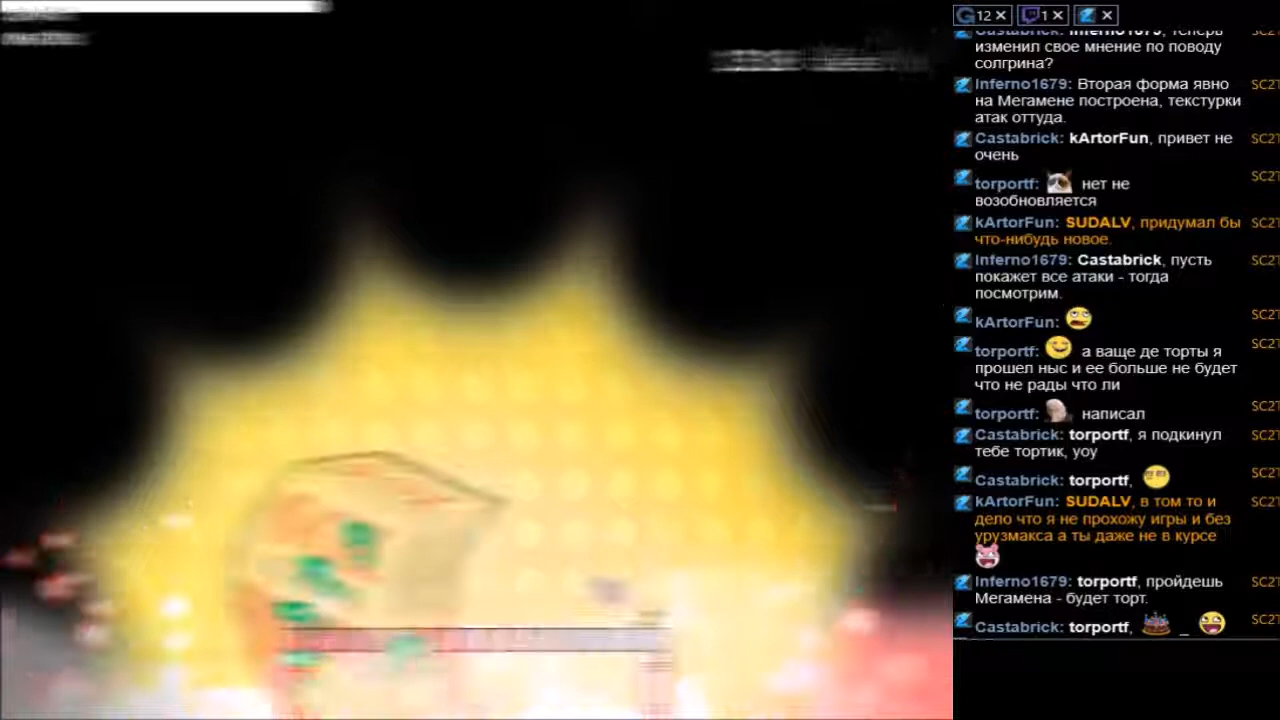 12
1
Castabrick: Inferno1679, теперь
изменил свое мнение по поводу
солгрина?
Inferno1679: Вторая форма явно
на Мегамене построена, текстурки
атак оттуда.
Castabrick: kArtorFun, привет не
очень
torportf: нет не
возобновляется
kArtorFun: SUDALV, придумал бы
что-нибудь новое.
Inferno1679: Castabrick, пусть
покажет все атаки - тогда
посмотрим.
kArtorFun:
torportf: а ваще де торты я
прошел ныс и ее больше не будет
что не рады что ли
torportf: написал
Castabrick: torportf, я подкинул
тебе тортик, уоу
Castabrick: torportf,
kArtorFun: SUDALV, в том то и
дело что я не прохожу игры и без
урузмакса а ты даже не в курсе
Inferno1679: torportf, пройдешь
Мегамена - будет торт.
Castabrick: torportf, _